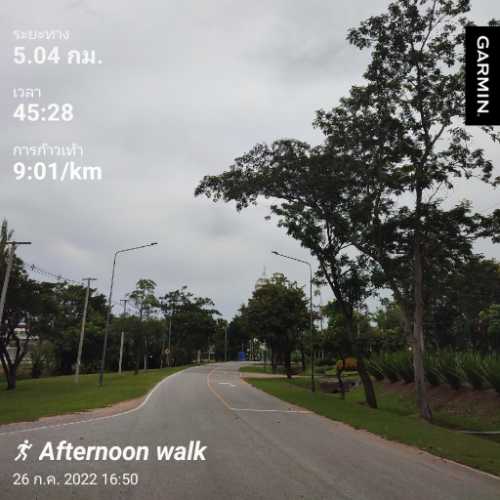 ระยะทาง
5.04 กม.
GARMIN
เวลา
45:28
การก้าวเท้า
9:01/km
Afternoon walk
26 ก.ค. 2022 16:50